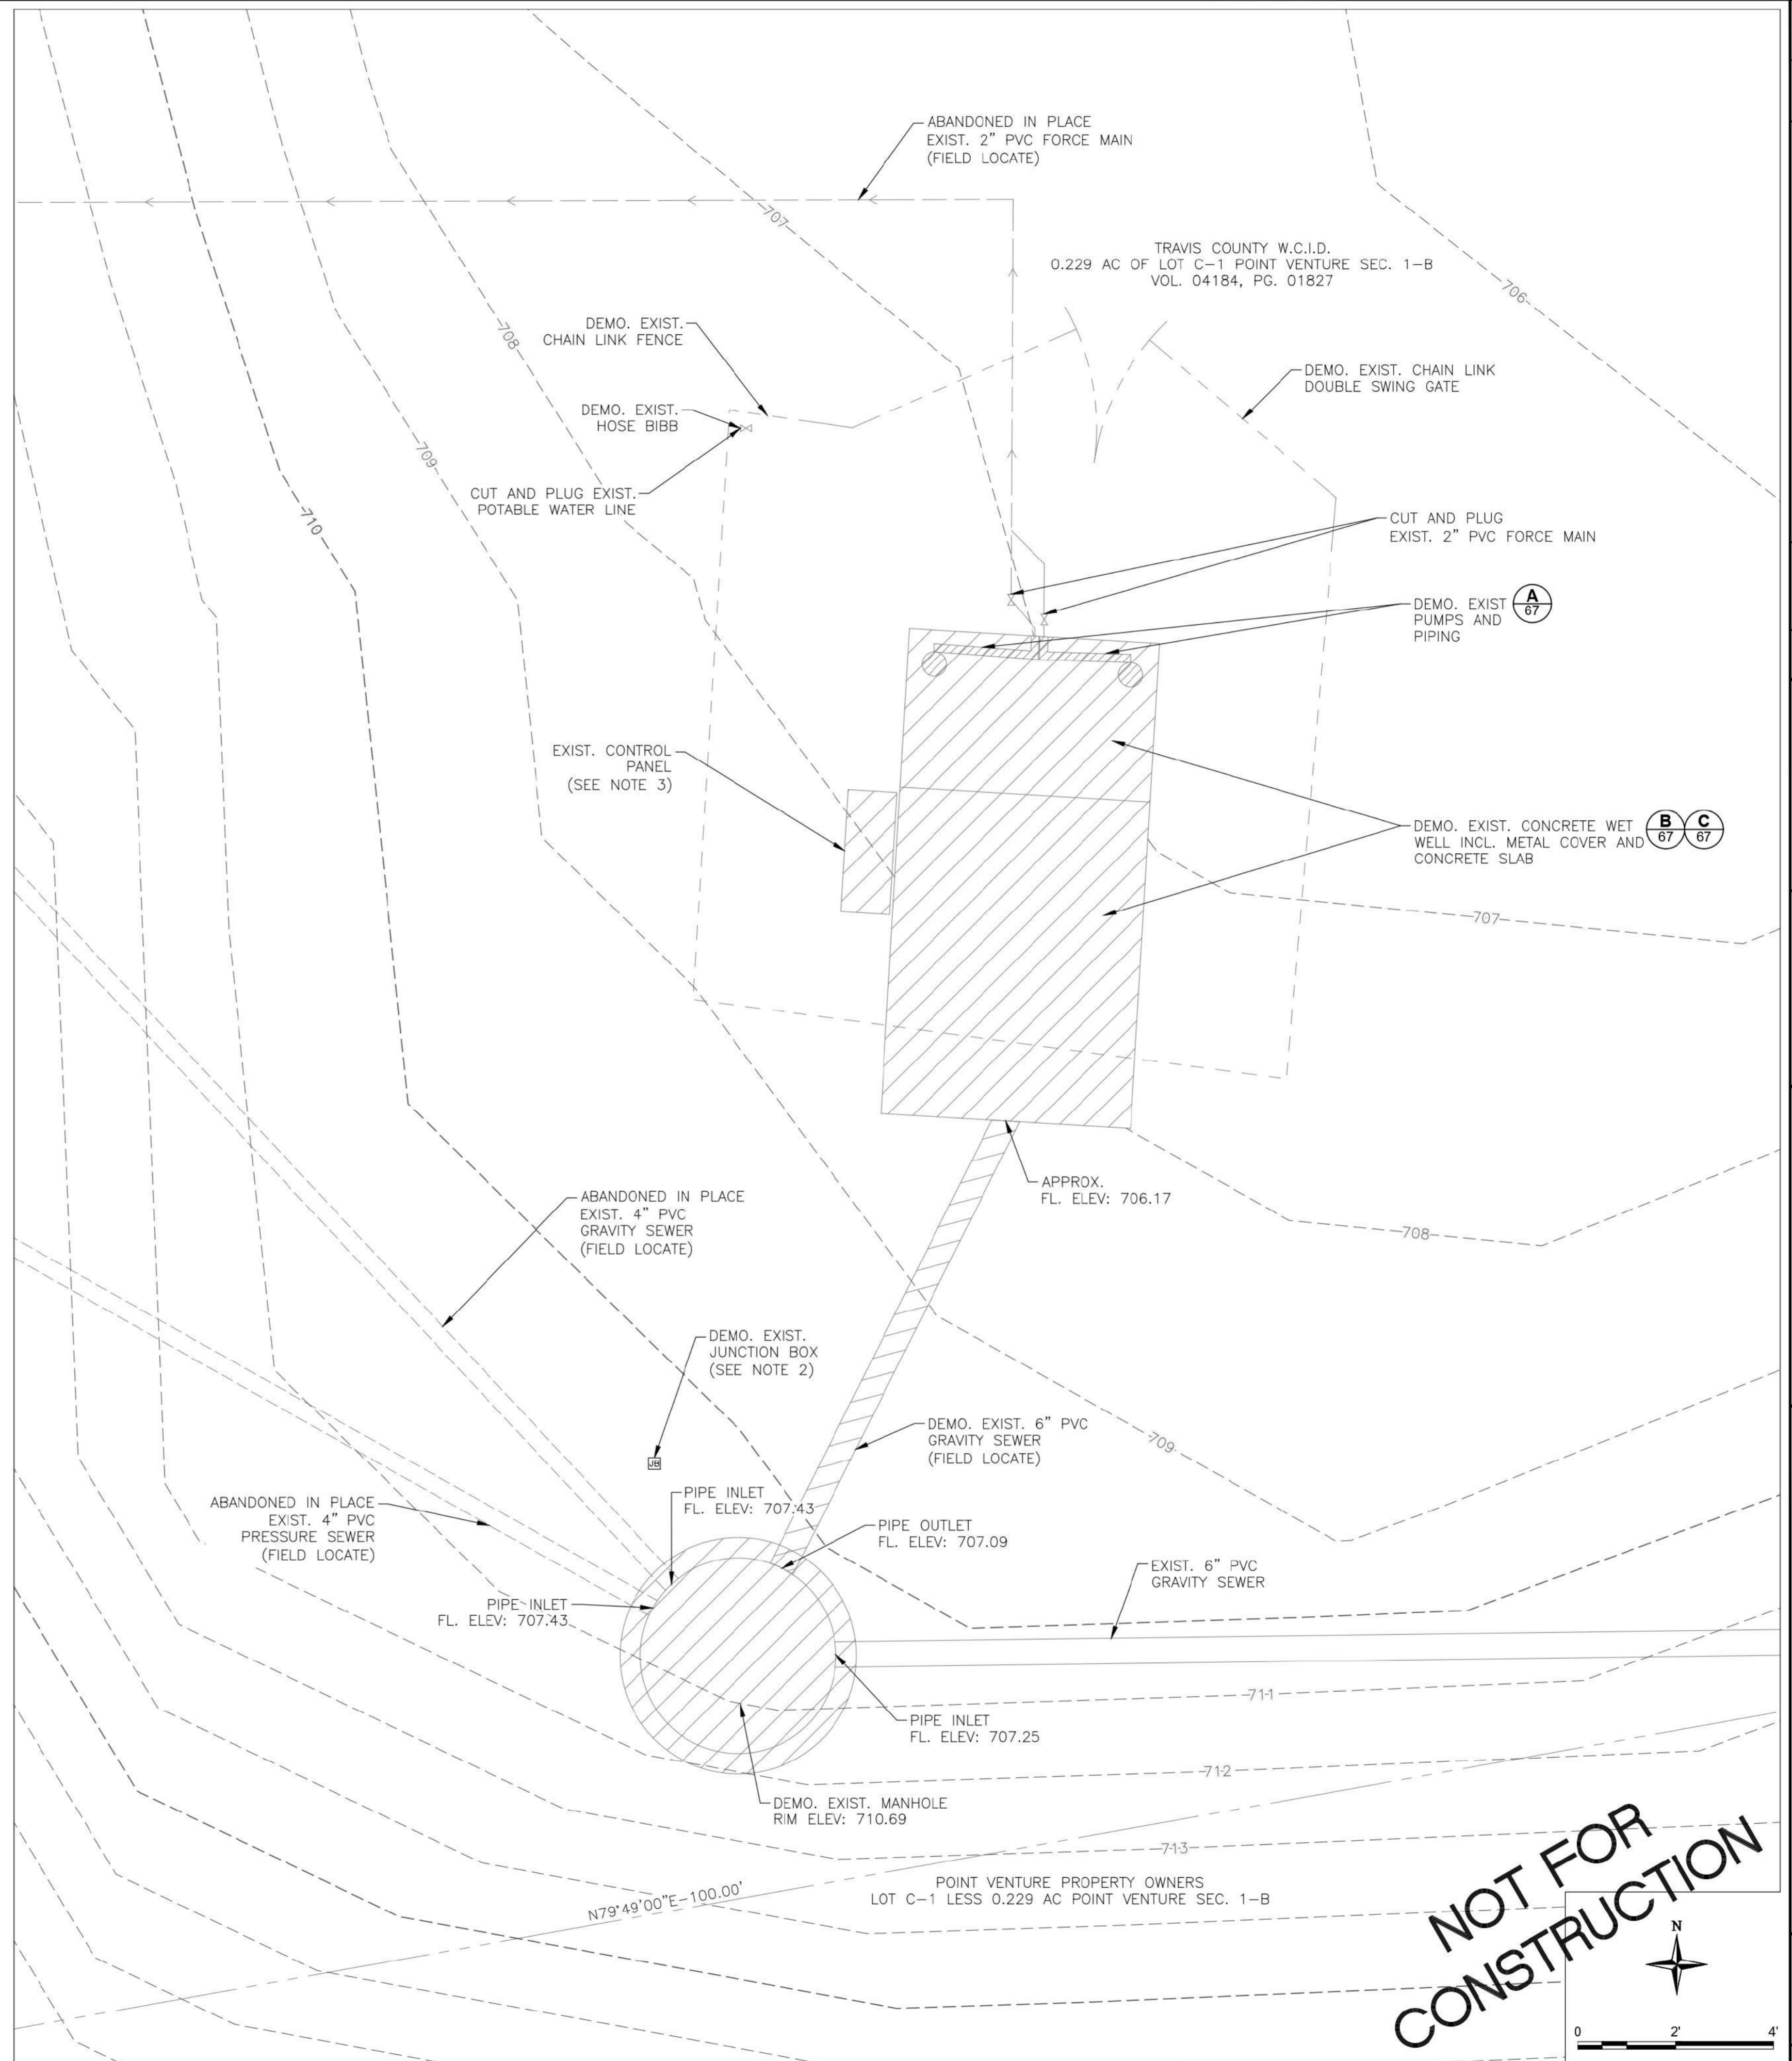 ABANDONED IN PLACE
EXIST. 2" PVC FORCE MAIN
(FIELD LOCATE)
707
TRAVIS COUNTY W.C.I.D.
0.229 AC OF LOT C-1 POINT VENTURE SEC. 1-B
VOL. 04184, PG. 01827
706
DEMO. EXIST.
CHAIN LINK FENCE
708
DEMO. EXIST. CHAIN LINK
DOUBLE SWING GATE
DEMO. EXIST.
HOSE BIBB
709
CUT AND PLUG EXIST.
POTABLE WATER LINE
710
CUT AND PLUG
EXIST. 2" PVC FORCE MAIN
DEMO. EXIST
PUMPS AND
PIPING
A
67
EXIST. CONTROL
PANEL
(SEE NOTE 3)
DEMO. EXIST. CONCRETE WET
WELL INCL. METAL COVER AND
CONCRETE SLAB
B
67
C
67
707
APPROX.
FL. ELEV: 706.17
ABANDONED IN PLACE
EXIST. 4" PVC
GRAVITY SEWER
(FIELD LOCATE)
708
DEMO. EXIST.
JUNCTION BOX
(SEE NOTE 2)
JB
DEMO. EXIST. 6" PVC
GRAVITY SEWER
(FIELD LOCATE)
709
PIPE INLET
FL. ELEV: 707.43
ABANDONED IN PLACE
EXIST. 4" PVC
PRESSURE SEWER
(FIELD LOCATE)
PIPE OUTLET
FL. ELEV: 707.09
EXIST. 6" PVC
GRAVITY SEWER
PIPE INLET
FL. ELEV: 707.43
711
PIPE INLET
FL. ELEV: 707.25
712
DEMO. EXIST. MANHOLE
RIM ELEV: 710.69
713
POINT VENTURE PROPERTY OWNERS
LOT C-1 LESS 0.229 AC POINT VENTURE SEC. 1-B
N79°49'00"E-100.00'
NOT FOR
CONSTRUCTION
N
0 2' 4'